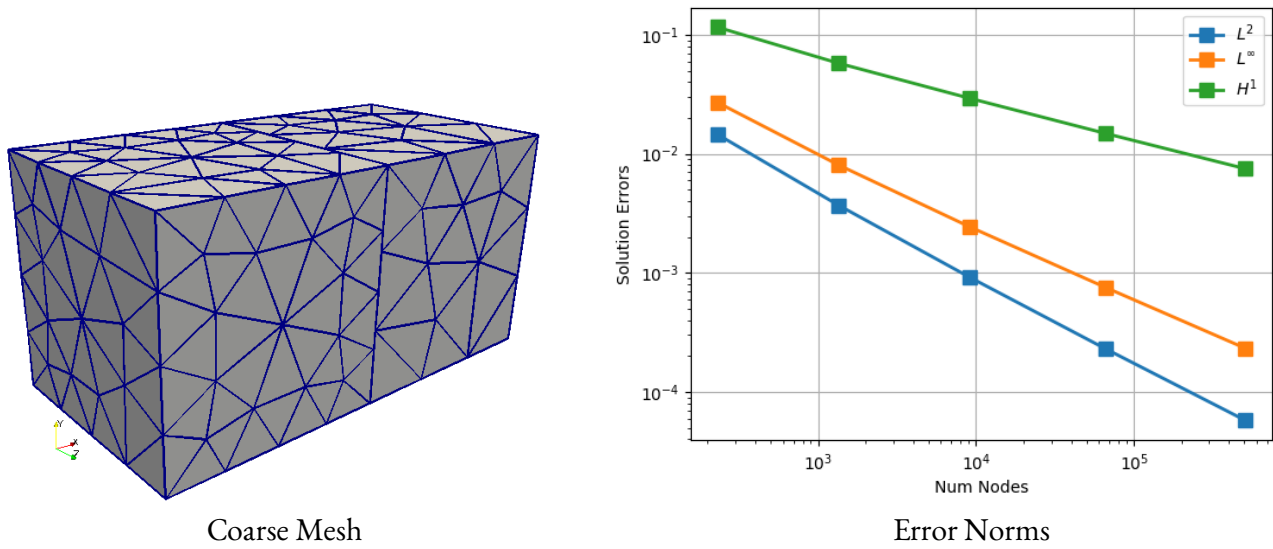 Y
X
Z
Coarse Mesh
Solution Errors
10⁻¹
10⁻²
10⁻³
10⁻⁴
L²
L^∞
H¹
10³
10⁴
10⁵
Num Nodes
Error Norms